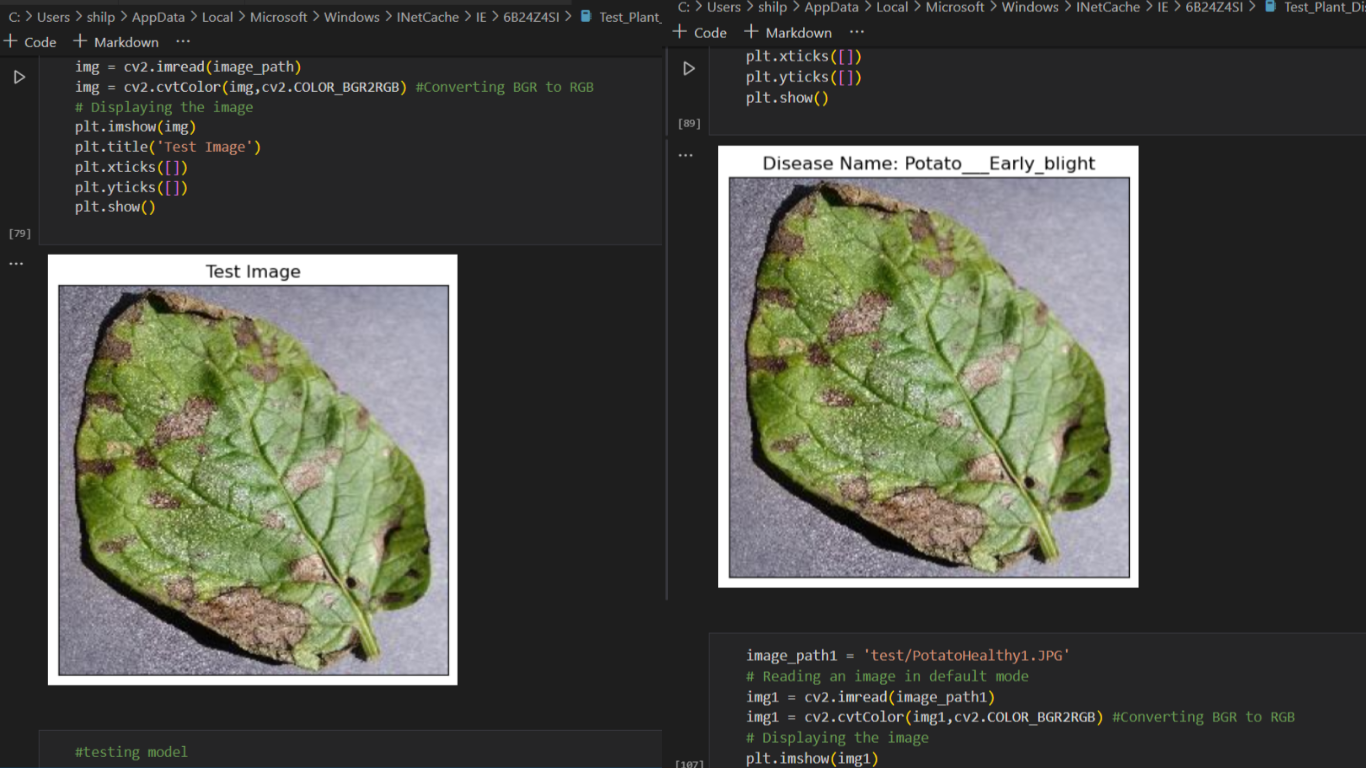 C: > Users > shilp > AppData > Local > Microsoft > Windows > INetCache > IE > 6B24Z4SI > Test_Plant_
+ Code + Markdown ...
img = cv2.imread(image_path)
img = cv2.cvtColor(img,cv2.COLOR_BGR2RGB) #Converting BGR to RGB
# Displaying the image
plt.imshow(img)
plt.title('Test Image')
plt.xticks([])
plt.yticks([])
plt.show()
[79]
...
Test Image
#testing model
C: > Users > shilp > AppData > Local > Microsoft > Windows > INetCache > IE > 6B24Z4SI > Test_Plant_Di
+ Code + Markdown ...
plt.xticks([])
plt.yticks([])
plt.show()
[89]
...
Disease Name: Potato___Early_blight
image_path1 = 'test/PotatoHealthy1.JPG'
# Reading an image in default mode
img1 = cv2.imread(image_path1)
img1 = cv2.cvtColor(img1,cv2.COLOR_BGR2RGB) #Converting BGR to RGB
# Displaying the image
plt.imshow(img1)
[107]